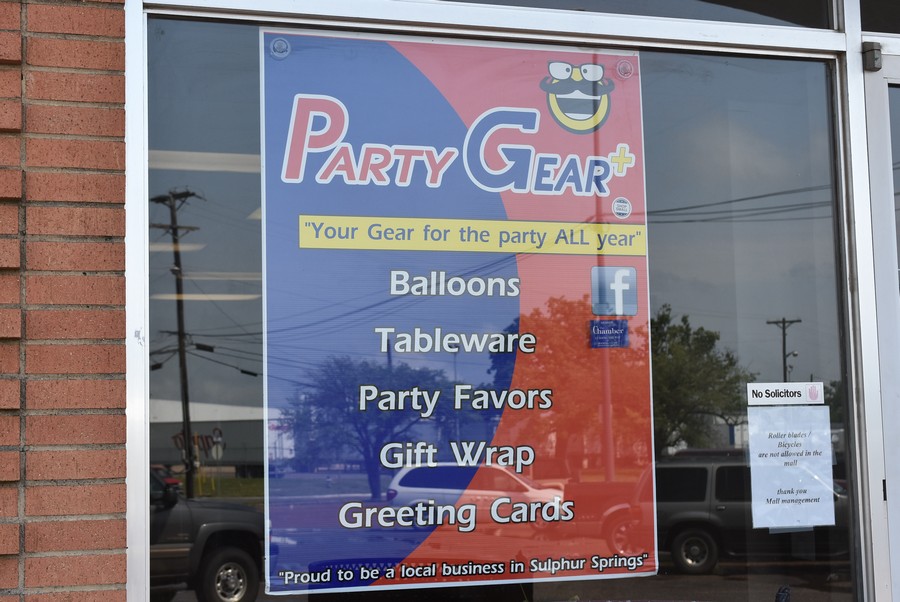 PARTY GEAR+
"Your Gear for the party ALL year"
Balloons
f
Tableware
Chamber
Party Favors
Gift Wrap
Greeting Cards
"Proud to be a local business in Sulphur Springs"
No Solicitors
Roller blades /
Bicycles
are not allowed in the
mall
thank you
Mall management